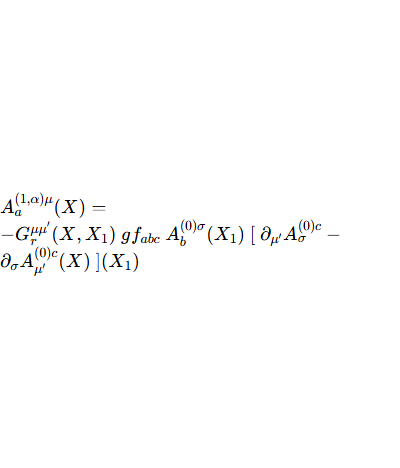 $A_a^{(1,\alpha)\mu}(X) =$
$-G_r^{\mu\mu'}(X, X_1)\; g f_{abc}\; A_b^{(0)\sigma}(X_1)\; [\; \partial_{\mu'} A_\sigma^{(0)c} -$
$\partial_\sigma A_{\mu'}^{(0)c}(X)\; ](X_1)$